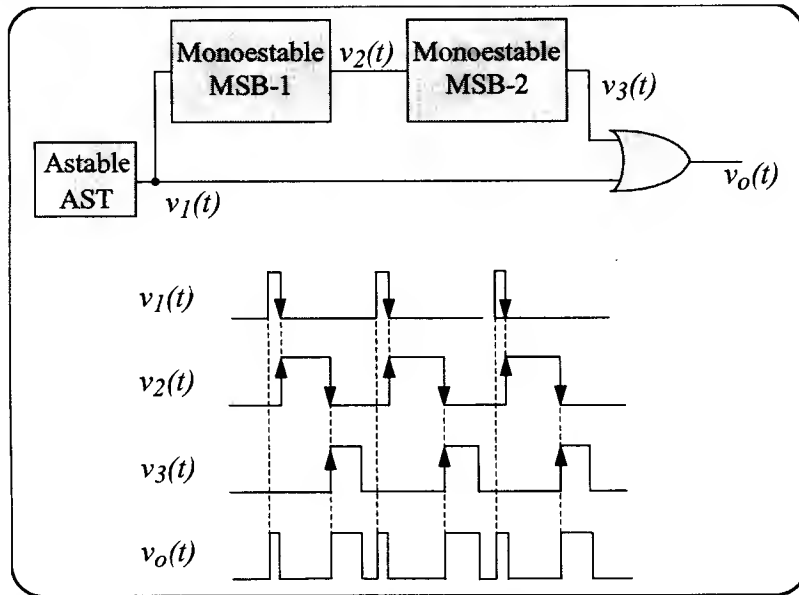 Monoestable
MSB-1
v2(t)
Monoestable
MSB-2
v3(t)
Astable
AST
v1(t)
vo(t)
v1(t)
v2(t)
v3(t)
vo(t)